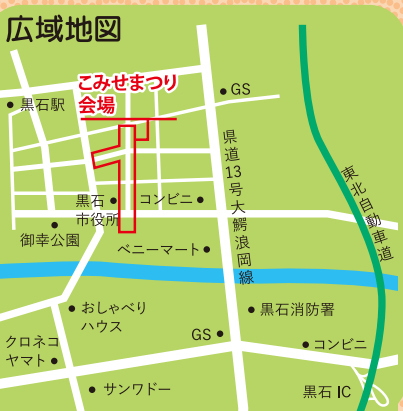 広域地図
こみせまつり
会場
GS
黒石駅
県道13号大鰐浪岡線
東北自動車道
黒石
市役所
コンビニ
御幸公園
ベニーマート
おしゃべり
ハウス
黒石消防署
GS
クロネコ
ヤマト
コンビニ
サンワドー
黒石 IC